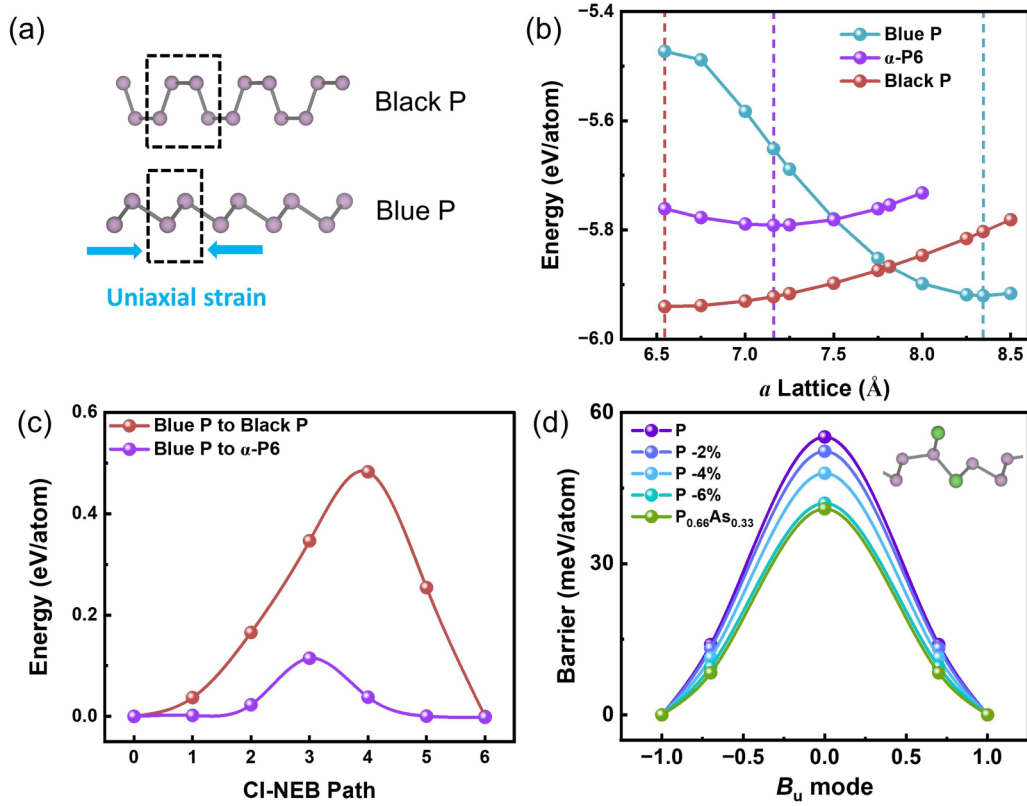 (a)
Black P
Blue P
Uniaxial strain
(b)
Energy (eV/atom)
−5.4
−5.6
−5.8
−6.0
6.5 7.0 7.5 8.0 8.5
a Lattice (Å)
Blue P
α-P6
Black P
(c)
Energy (eV/atom)
0.6
0.4
0.2
0.0
0 1 2 3 4 5 6
CI-NEB Path
Blue P to Black P
Blue P to α-P6
(d)
Barrier (meV/atom)
60
30
0
−1.0 −0.5 0.0 0.5 1.0
Bu mode
P
P -2%
P -4%
P -6%
P0.66As0.33